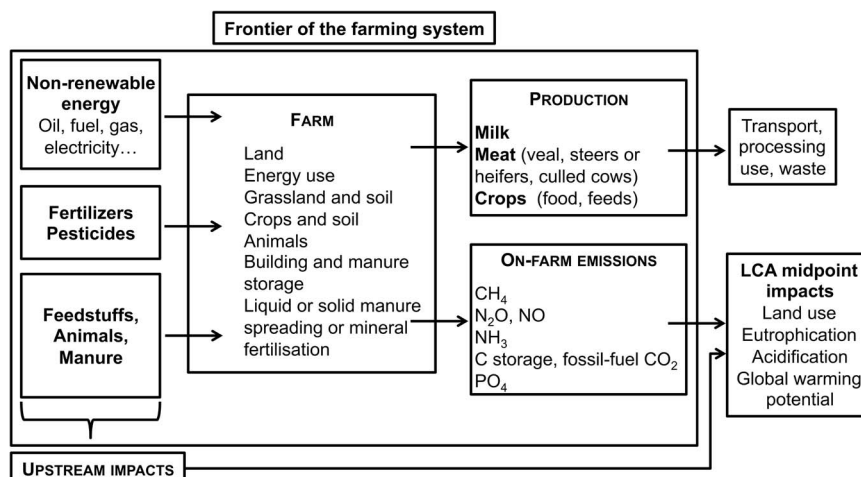 Frontier of the farming system
Non-renewable
energy
Oil, fuel, gas,
electricity…
Fertilizers
Pesticides
Feedstuffs,
Animals,
Manure
FARM
Land
Energy use
Grassland and soil
Crops and soil
Animals
Building and manure
storage
Liquid or solid manure
spreading or mineral
fertilisation
PRODUCTION
Milk
Meat (veal, steers or
heifers, culled cows)
Crops (food, feeds)
ON-FARM EMISSIONS
CH₄
N₂O, NO
NH₃
C storage, fossil-fuel CO₂
PO₄
Transport,
processing
use, waste
LCA midpoint
impacts
Land use
Eutrophication
Acidification
Global warming
potential
UPSTREAM IMPACTS